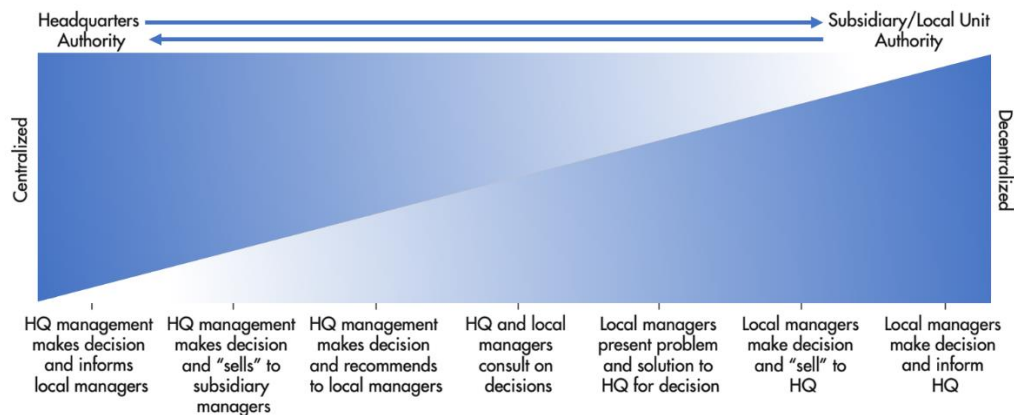 Headquarters
Authority
Subsidiary/Local Unit
Authority
Centralized
Decentralized
HQ management
makes decision
and informs
local managers
HQ management
makes decision
and “sells” to
subsidiary
managers
HQ management
makes decision
and recommends
to local managers
HQ and local
managers
consult on
decisions
Local managers
present problem
and solution to
HQ for decision
Local managers
make decision
and “sell” to
HQ
Local managers
make decision
and inform
HQ